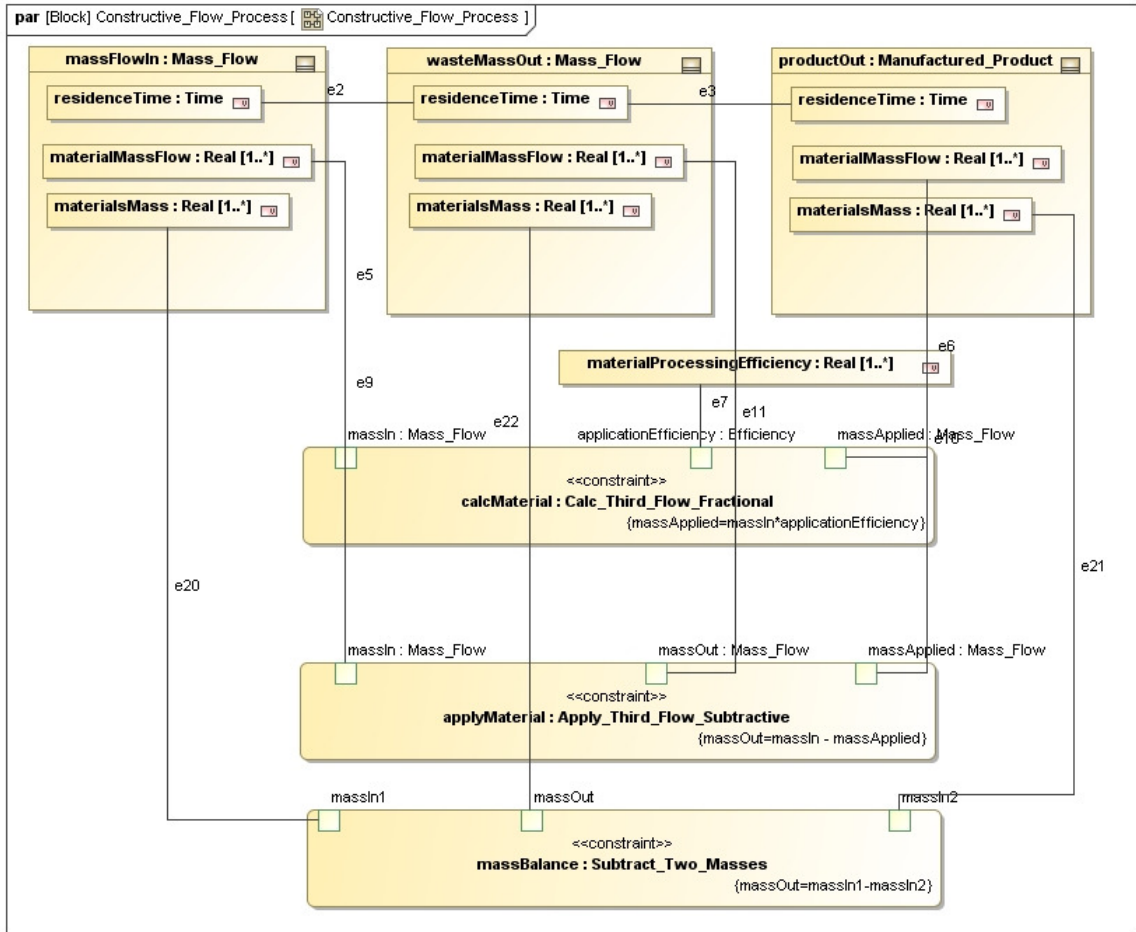 par [Block] Constructive_Flow_Process [ Constructive_Flow_Process ]
massFlowIn : Mass_Flow
wasteMassOut : Mass_Flow
productOut : Manufactured_Product
residenceTime : Time
e2
residenceTime : Time
e3
residenceTime : Time
materialMassFlow : Real [1..*]
materialMassFlow : Real [1..*]
materialMassFlow : Real [1..*]
materialsMass : Real [1..*]
materialsMass : Real [1..*]
materialsMass : Real [1..*]
e5
e6
materialProcessingEfficiency : Real [1..*]
e9
e7
e11
e22
massIn : Mass_Flow
applicationEfficiency : Efficiency
massApplied : Mass_Flow
e10
<<constraint>>
calcMaterial : Calc_Third_Flow_Fractional
{massApplied=massIn*applicationEfficiency}
e20
e21
massIn : Mass_Flow
massOut : Mass_Flow
massApplied : Mass_Flow
<<constraint>>
applyMaterial : Apply_Third_Flow_Subtractive
{massOut=massIn - massApplied}
massIn1
massOut
massIn2
<<constraint>>
massBalance : Subtract_Two_Masses
{massOut=massIn1-massIn2}